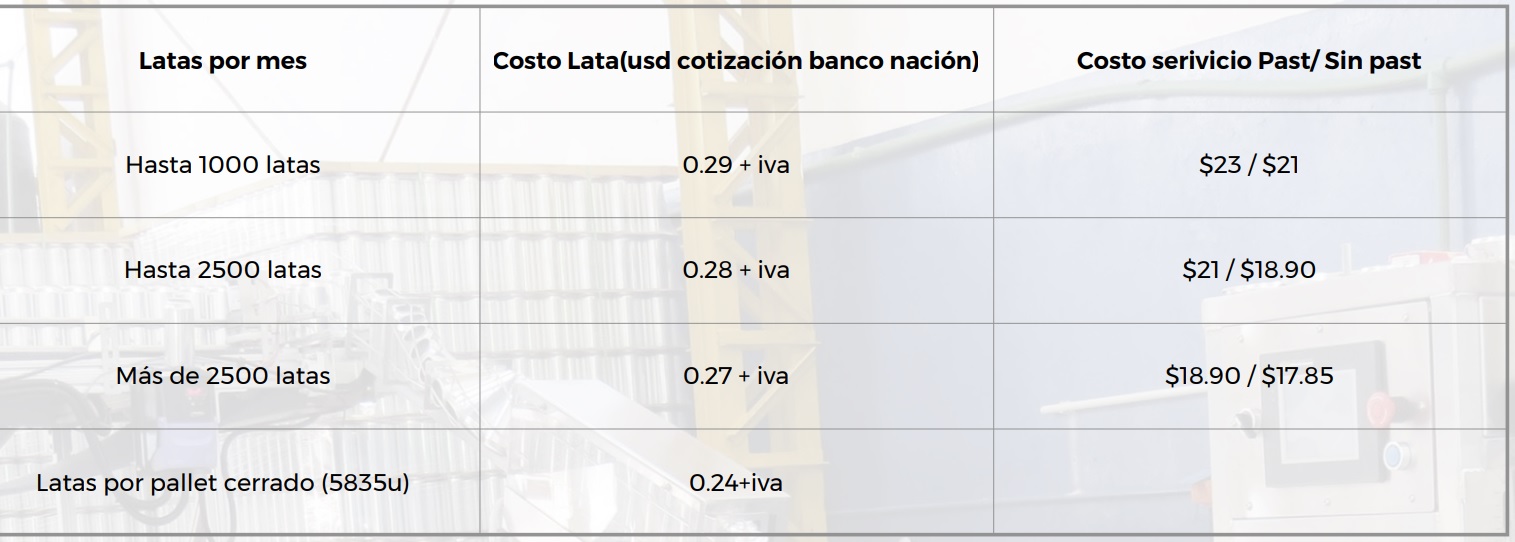 Latas por mes
Costo Lata(usd cotización banco nación)
Costo serivicio Past/ Sin past
Hasta 1000 latas
0.29 + iva
$23 / $21
Hasta 2500 latas
0.28 + iva
$21 / $18.90
Más de 2500 latas
0.27 + iva
$18.90 / $17.85
Latas por pallet cerrado (5835u)
0.24+iva